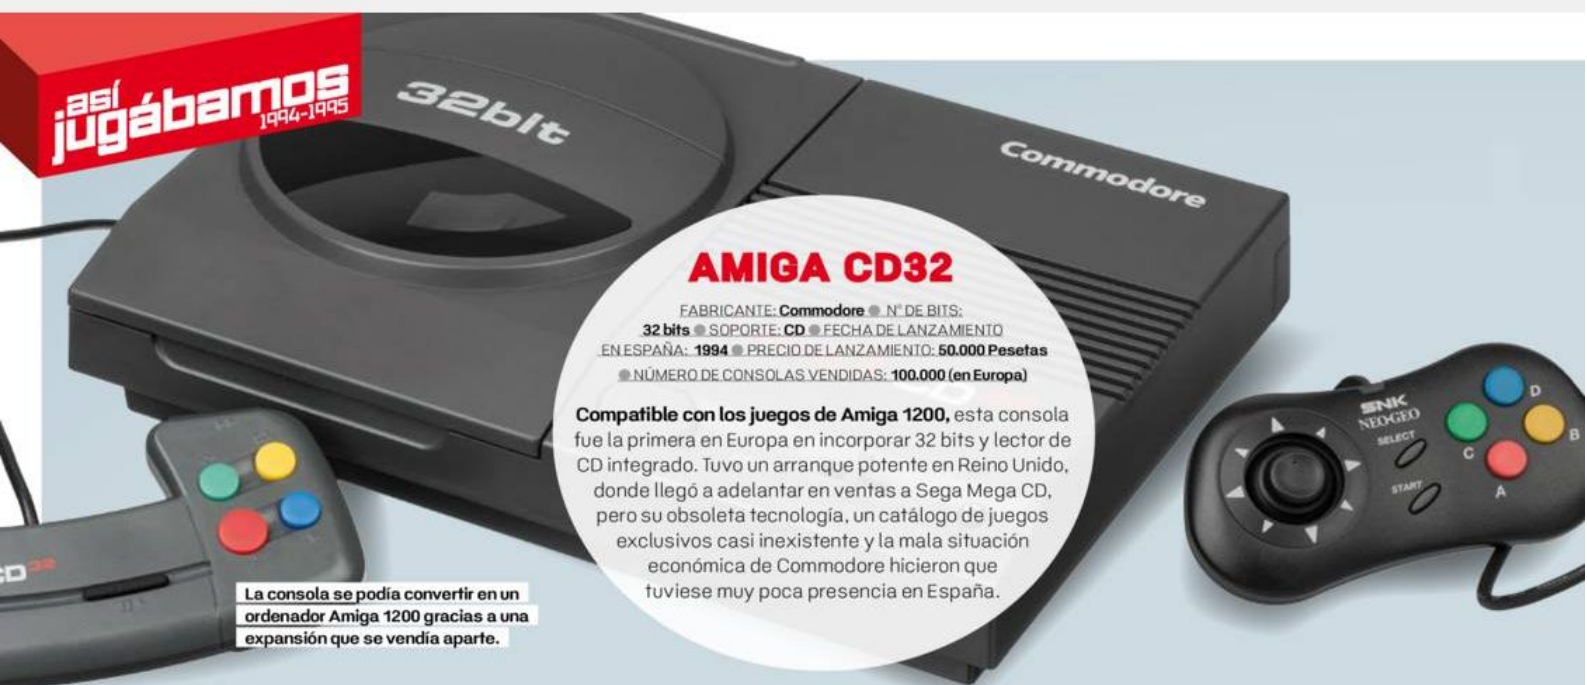 así
jugábamos
1994-1995
32bit
Commodore
AMIGA CD32
FABRICANTE: Commodore ● Nº DE BITS:
32 bits ● SOPORTE: CD ● FECHA DE LANZAMIENTO
EN ESPAÑA: 1994 ● PRECIO DE LANZAMIENTO: 50.000 Pesetas
● NÚMERO DE CONSOLAS VENDIDAS: 100.000 (en Europa)
Compatible con los juegos de Amiga 1200, esta consola
fue la primera en Europa en incorporar 32 bits y lector de
CD integrado. Tuvo un arranque potente en Reino Unido,
donde llegó a adelantar en ventas a Sega Mega CD,
pero su obsoleta tecnología, un catálogo de juegos
exclusivos casi inexistente y la mala situación
económica de Commodore hicieron que
tuviese muy poca presencia en España.
CD32
La consola se podía convertir en un
ordenador Amiga 1200 gracias a una
expansión que se vendía aparte.
SNK
NEO·GEO
SELECT
START
D
B
C
A